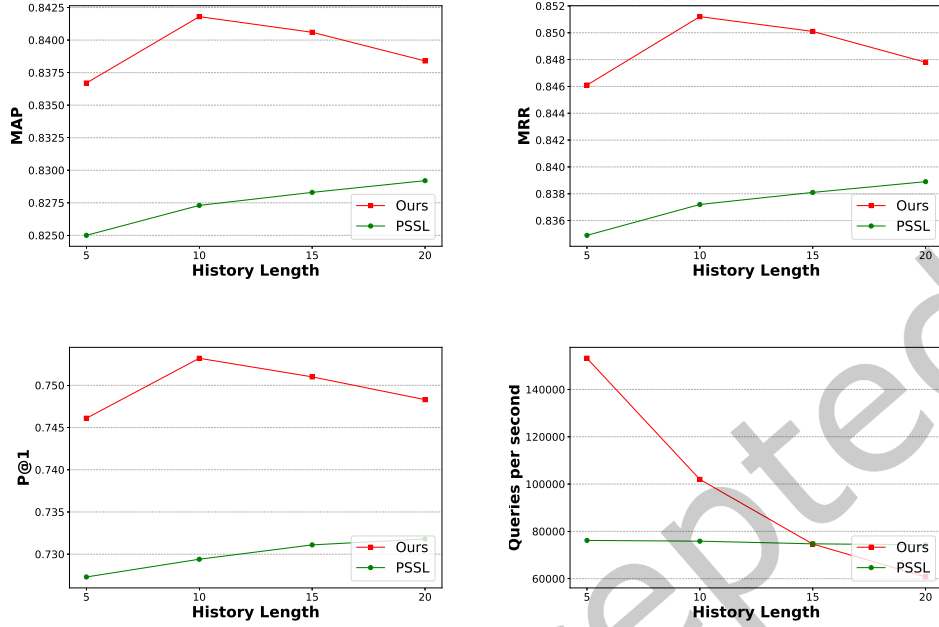 0.8425
0.8400
0.8375
0.8350
0.8325
0.8300
0.8275
0.8250
MAP
5
10
15
20
History Length
Ours
PSSL
0.852
0.850
0.848
0.846
0.844
0.842
0.840
0.838
0.836
MRR
5
10
15
20
History Length
Ours
PSSL
0.750
0.745
0.740
0.735
0.730
P@1
5
10
15
20
History Length
Ours
PSSL
140000
120000
100000
80000
60000
Queries per second
5
10
15
20
History Length
Ours
PSSL
epted